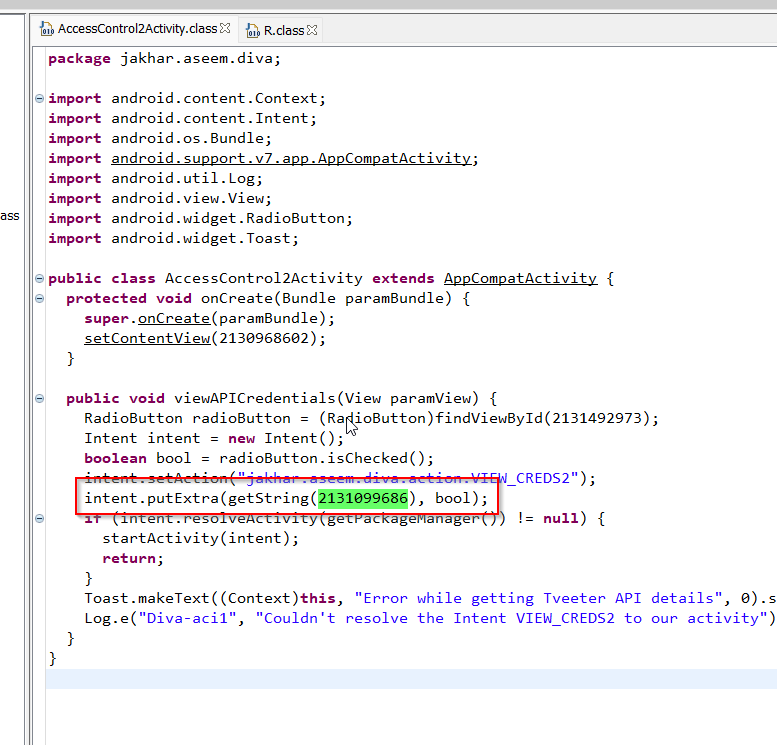 AccessControl2Activity.class
R.class
package jakhar.aseem.diva;
import android.content.Context;
import android.content.Intent;
import android.os.Bundle;
import android.support.v7.app.AppCompatActivity;
import android.util.Log;
import android.view.View;
import android.widget.RadioButton;
import android.widget.Toast;
ass
public class AccessControl2Activity extends AppCompatActivity {
protected void onCreate(Bundle paramBundle) {
super.onCreate(paramBundle);
setContentView(2130968602);
}
public void viewAPICredentials(View paramView) {
RadioButton radioButton = (RadioButton)findViewById(2131492973);
Intent intent = new Intent();
boolean bool = radioButton.isChecked();
intent.setAction("jakhar.aseem.diva.action.VIEW_CREDS2");
intent.putExtra(getString(2131099686), bool);
if (intent.resolveActivity(getPackageManager()) != null) {
startActivity(intent);
return;
}
Toast.makeText((Context)this, "Error while getting Tveeter API details", 0).s
Log.e("Diva-aci1", "Couldn't resolve the Intent VIEW_CREDS2 to our activity")
}
}